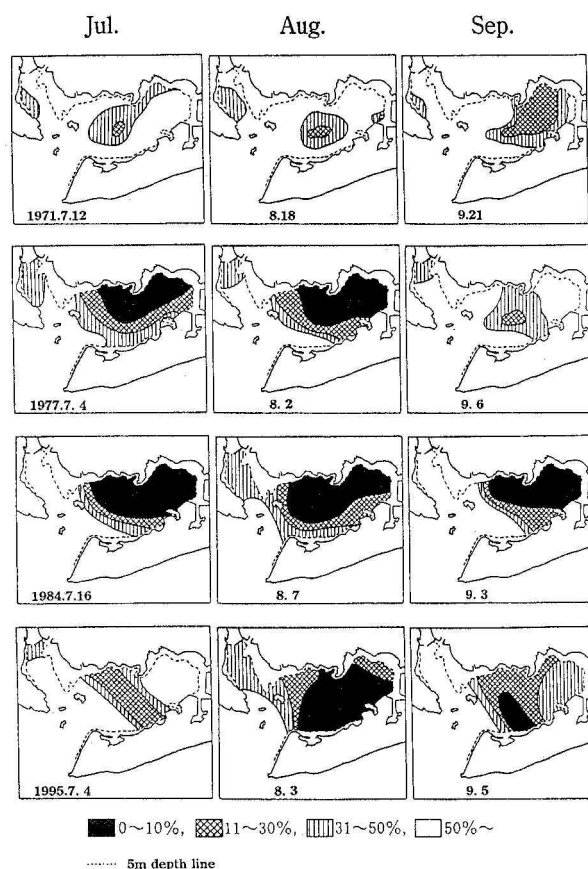 Jul. Aug. Sep.
1971.7.12 8.18 9.21
1977.7. 4 8. 2 9. 6
1984.7.16 8. 7 9. 3
1995.7. 4 8. 3 9. 5
0～10%, 11～30%, 31～50%, 50%～
5m depth line